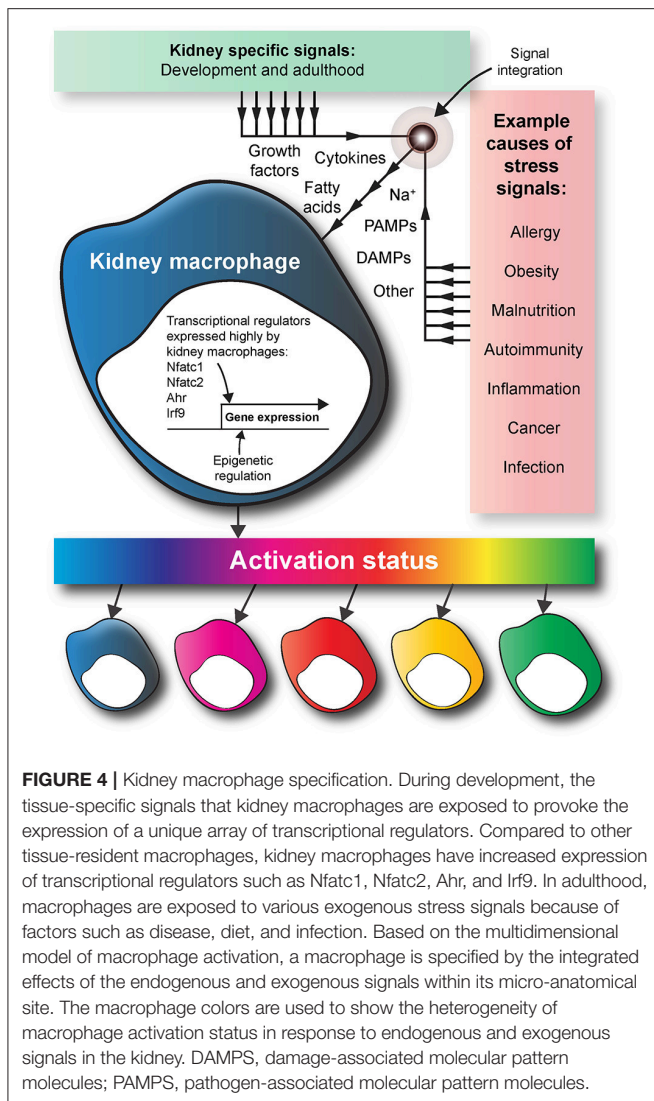 Kidney specific signals:
Development and adulthood
Signal
integration
Growth
factors
Cytokines
Fatty
acids
Na⁺
PAMPs
DAMPs
Other
Example
causes of
stress
signals:
Allergy
Obesity
Malnutrition
Autoimmunity
Inflammation
Cancer
Infection
Kidney macrophage
Transcriptional regulators
expressed highly by
kidney macrophages:
Nfatc1
Nfatc2
Ahr
Irf9
Gene expression
Epigenetic
regulation
Activation status
FIGURE 4 | Kidney macrophage specification. During development, the
tissue-specific signals that kidney macrophages are exposed to provoke the
expression of a unique array of transcriptional regulators. Compared to other
tissue-resident macrophages, kidney macrophages have increased expression
of transcriptional regulators such as Nfatc1, Nfatc2, Ahr, and Irf9. In adulthood,
macrophages are exposed to various exogenous stress signals because of
factors such as disease, diet, and infection. Based on the multidimensional
model of macrophage activation, a macrophage is specified by the integrated
effects of the endogenous and exogenous signals within its micro-anatomical
site. The macrophage colors are used to show the heterogeneity of
macrophage activation status in response to endogenous and exogenous
signals in the kidney. DAMPS, damage-associated molecular pattern
molecules; PAMPS, pathogen-associated molecular pattern molecules.